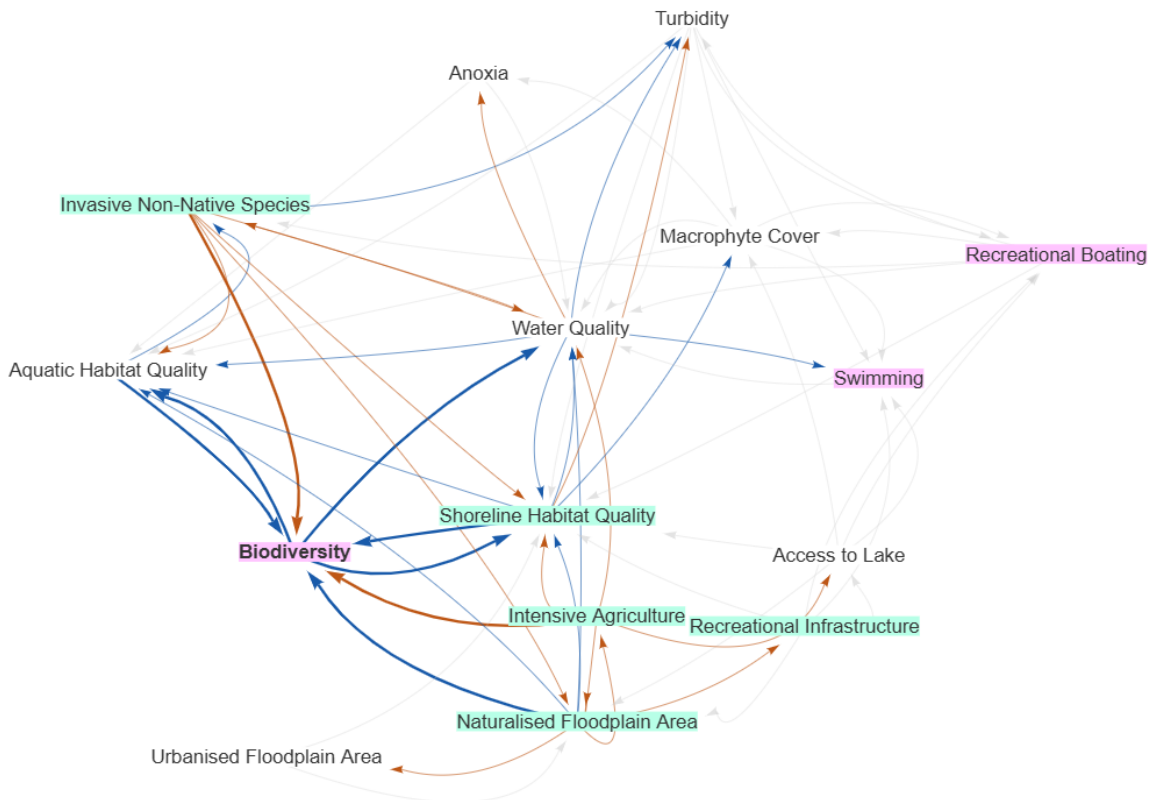 Turbidity
Anoxia
Invasive Non-Native Species
Macrophyte Cover
Recreational Boating
Water Quality
Aquatic Habitat Quality
Swimming
Shoreline Habitat Quality
Biodiversity
Access to Lake
Intensive Agriculture
Recreational Infrastructure
Naturalised Floodplain Area
Urbanised Floodplain Area